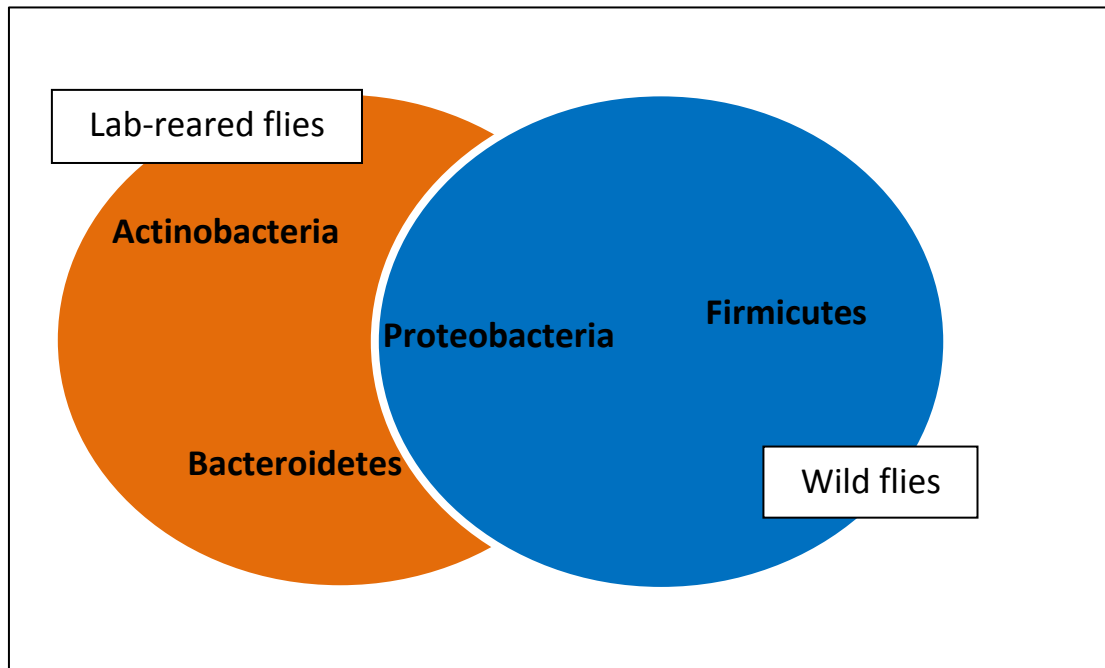 Lab-reared flies
Actinobacteria
Firmicutes
Proteobacteria
Bacteroidetes
Wild flies